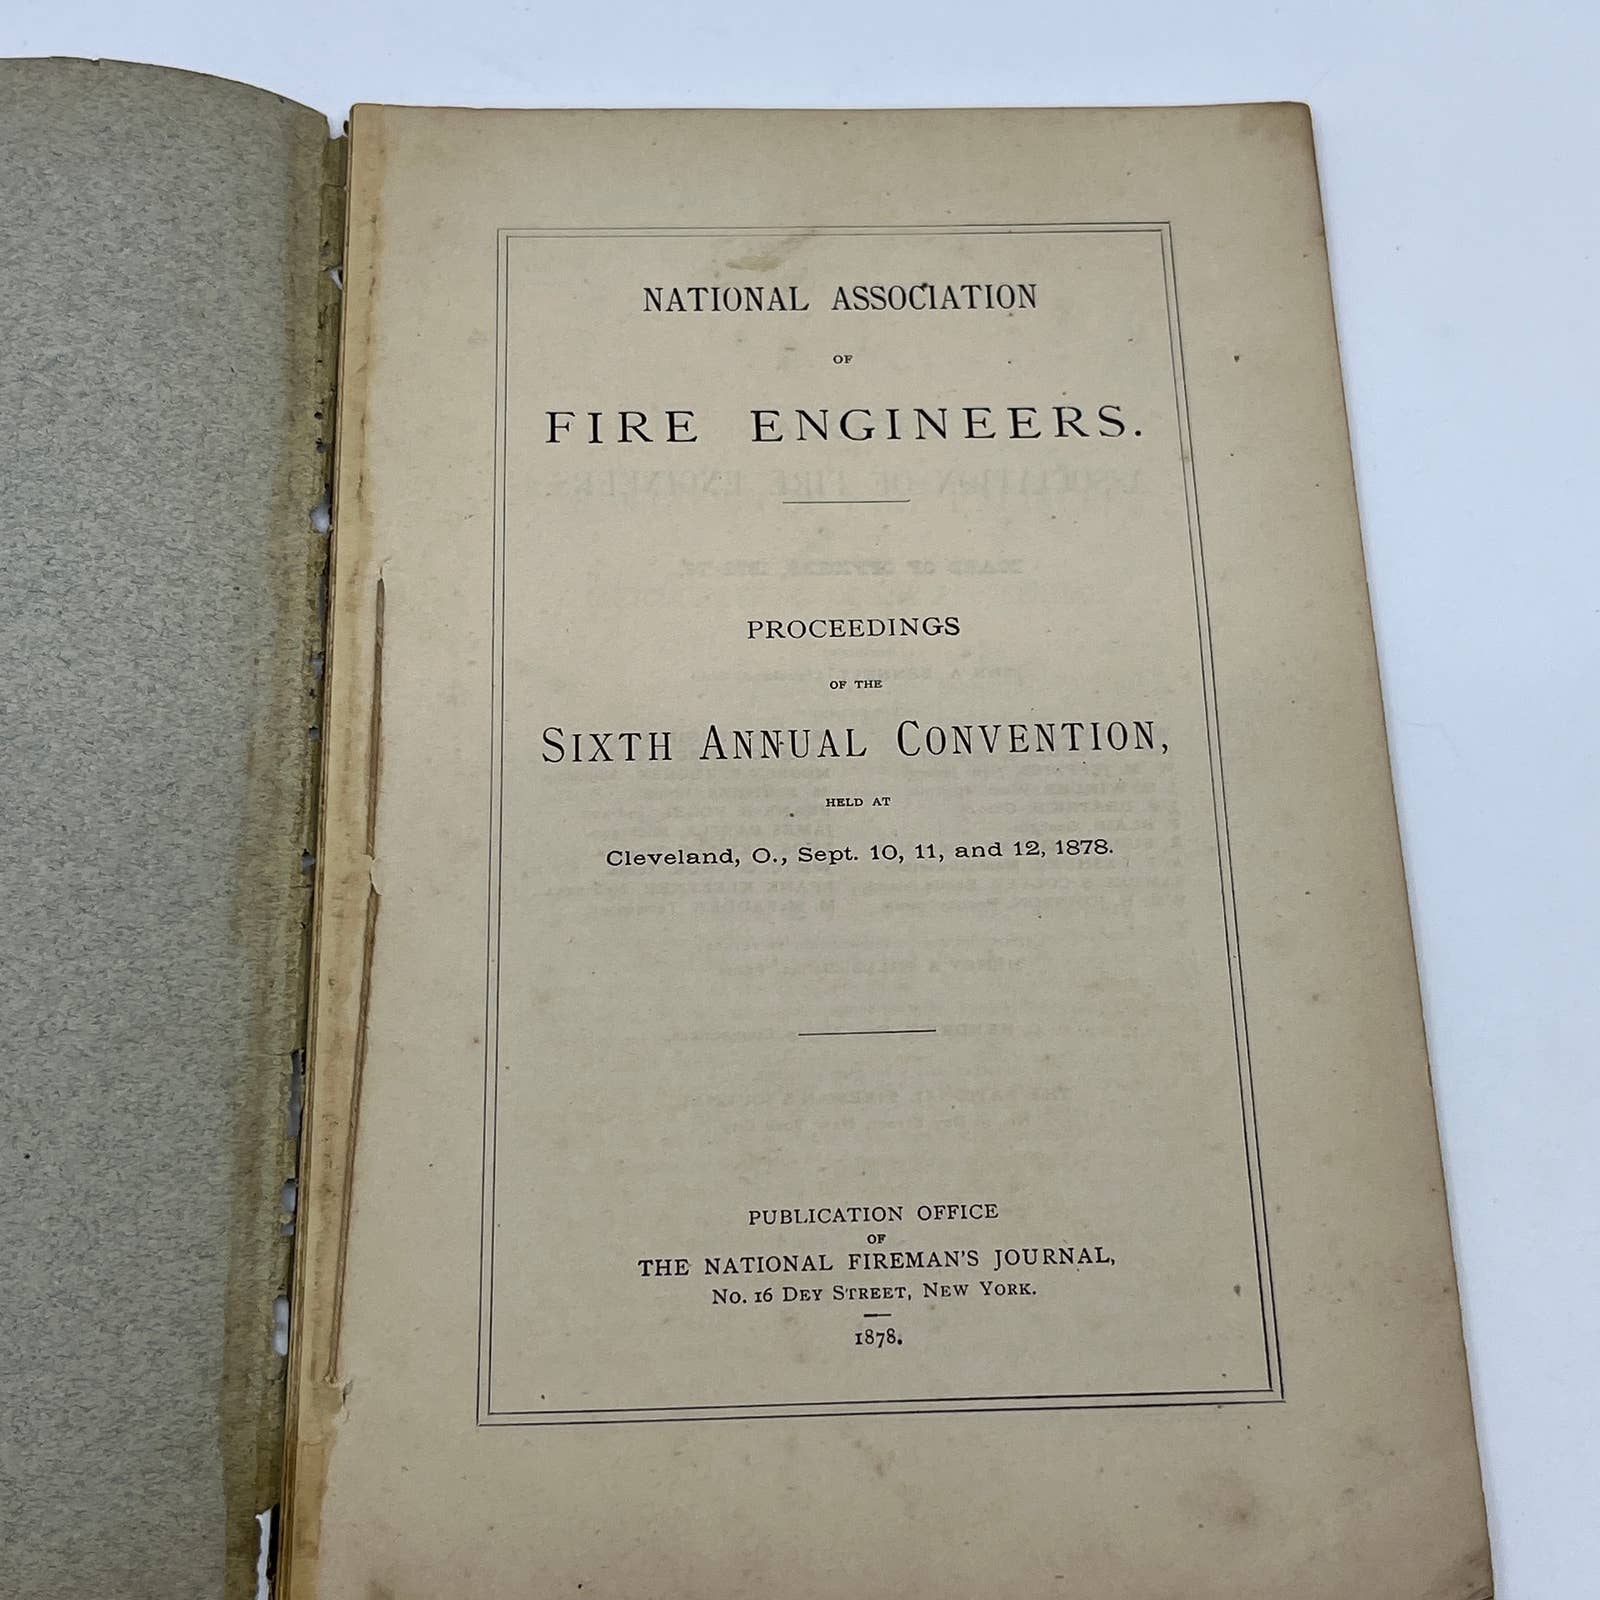 NATIONAL ASSOCIATION
OF
FIRE ENGINEERS.
PROCEEDINGS
OF THE
SIXTH ANNUAL CONVENTION,
HELD AT
Cleveland, O., Sept. 10, 11, and 12, 1878.
PUBLICATION OFFICE
OF
THE NATIONAL FIREMAN'S JOURNAL,
No. 16 DEY STREET, NEW YORK.
1878.